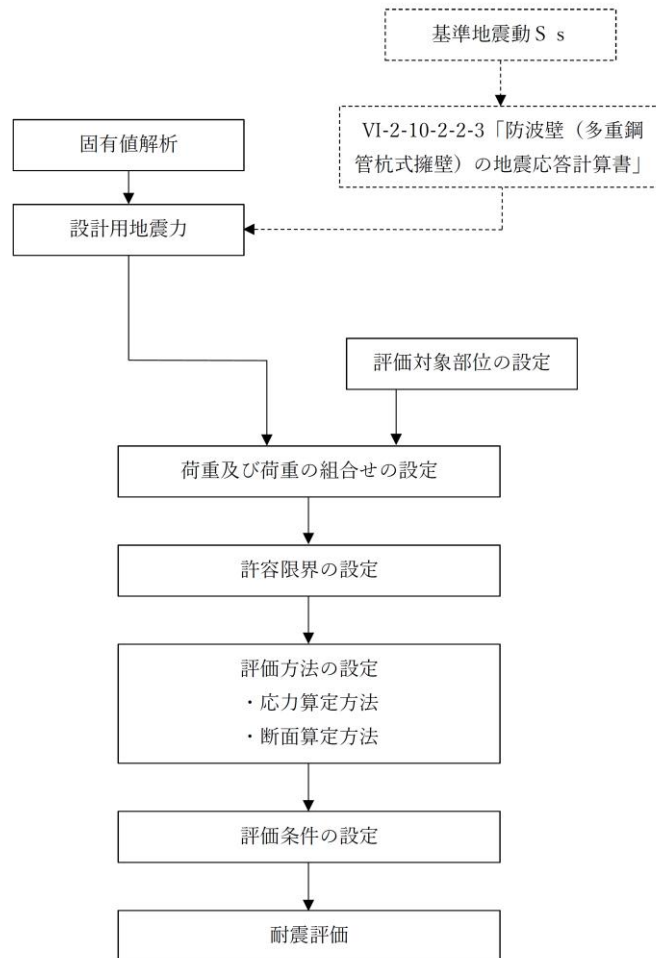 基準地震動Ｓｓ
Ⅵ-2-10-2-2-3「防波壁（多重鋼
管杭式擁壁）の地震応答計算書」
固有値解析
設計用地震力
評価対象部位の設定
荷重及び荷重の組合せの設定
許容限界の設定
評価方法の設定
・応力算定方法
・断面算定方法
評価条件の設定
耐震評価